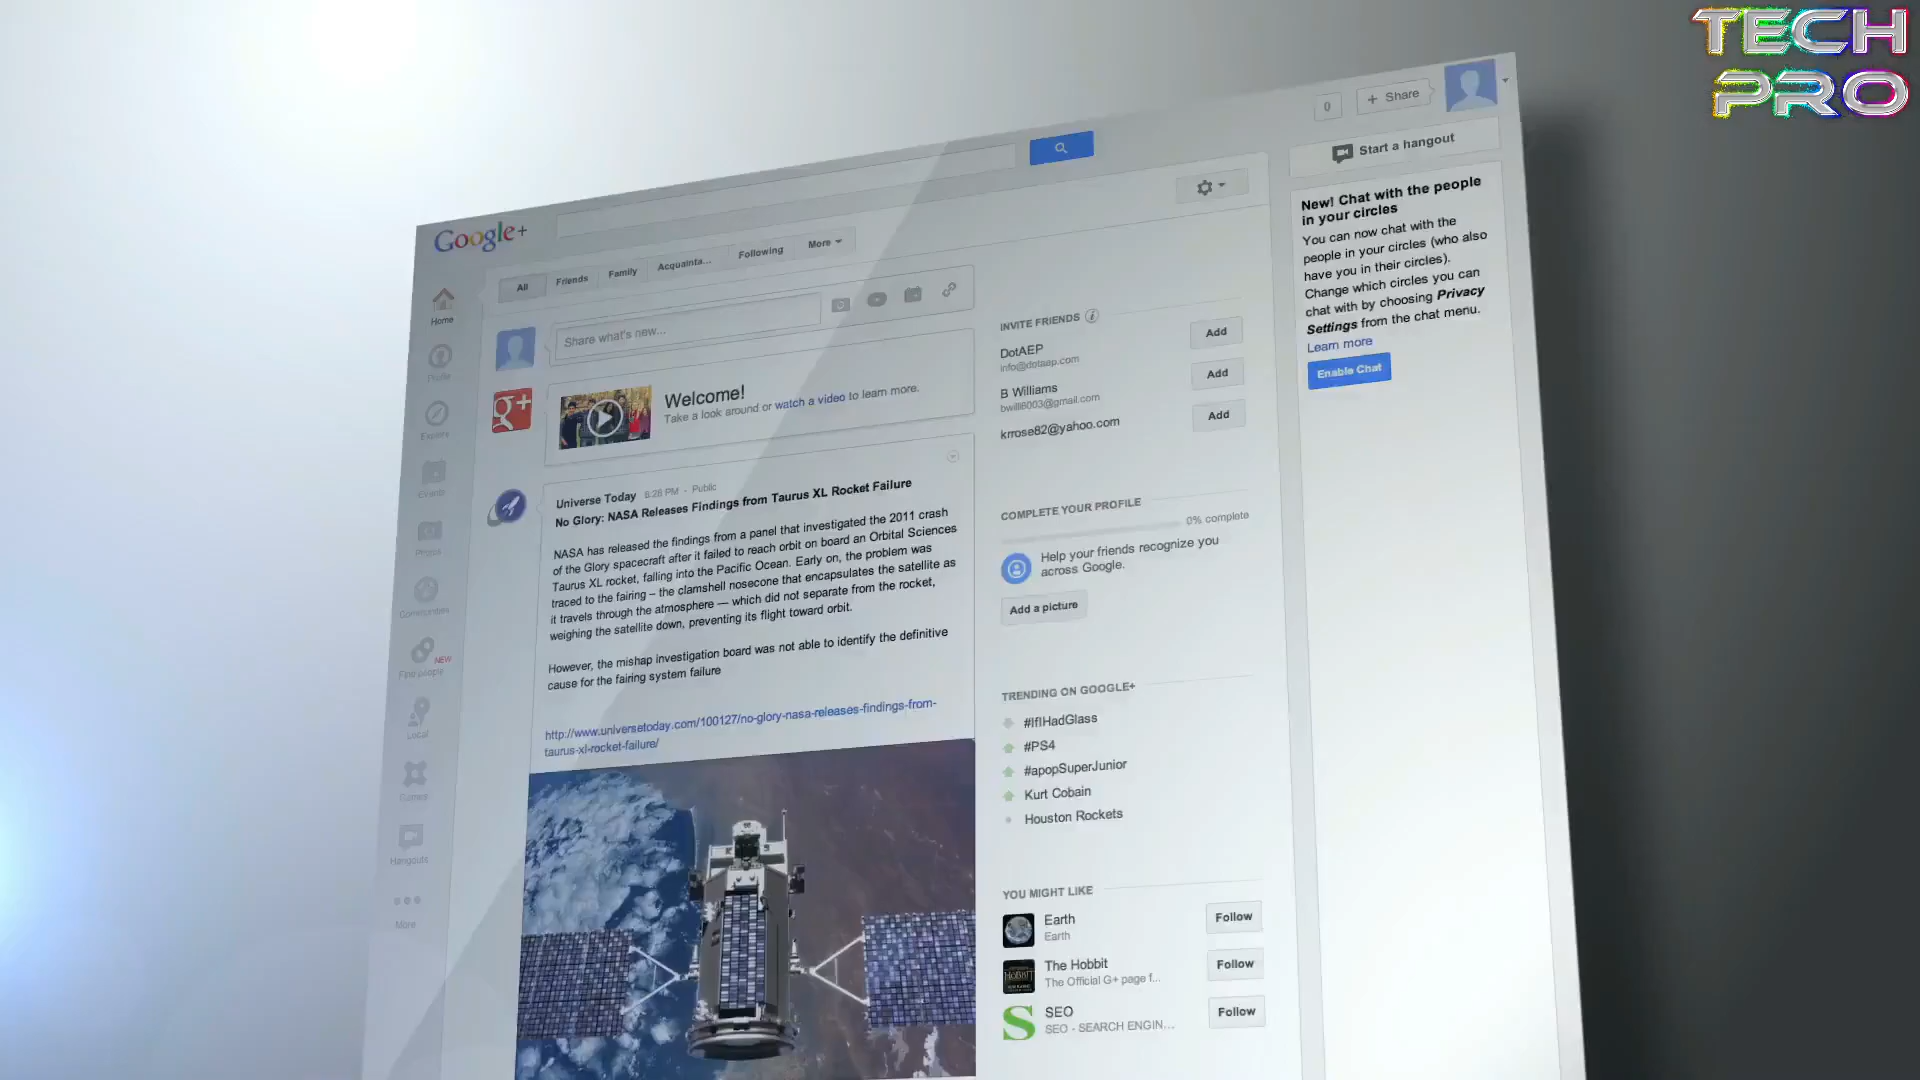 TECH
PRO
0
+ Share
Start a hangout
Google+
All
Friends
Family
Acquainta...
Following
More
Home
Profile
Explore
Events
Photos
Communities
Find people
NEW
Local
Games
Hangouts
More
Share what's new...
Welcome!
Take a look around or watch a video to learn more.
g+
Universe Today 8:28 PM - Public
No Glory: NASA Releases Findings from Taurus XL Rocket Failure
NASA has released the findings from a panel that investigated the 2011 crash
of the Glory spacecraft after it failed to reach orbit on board an Orbital Sciences
Taurus XL rocket, falling into the Pacific Ocean. Early on, the problem was
traced to the fairing – the clamshell nosecone that encapsulates the satellite as
it travels through the atmosphere — which did not separate from the rocket,
weighing the satellite down, preventing its flight toward orbit.
However, the mishap investigation board was not able to identify the definitive
cause for the fairing system failure
http://www.universetoday.com/100127/no-glory-nasa-releases-findings-from-
taurus-xl-rocket-failure/
INVITE FRIENDS i
DotAEP
info@dotaep.com
Add
B Williams
bwill6003@gmail.com
Add
krrose82@yahoo.com
Add
COMPLETE YOUR PROFILE
0% complete
Help your friends recognize you
across Google.
Add a picture
TRENDING ON GOOGLE+
#IfIHadGlass
#PS4
#apopSuperJunior
Kurt Cobain
Houston Rockets
YOU MIGHT LIKE
Earth
Earth
Follow
The Hobbit
The Official G+ page f...
Follow
SEO
SEO - SEARCH ENGIN...
Follow
New! Chat with the people
in your circles
You can now chat with the
people in your circles (who also
have you in their circles).
Change which circles you can
chat with by choosing Privacy
Settings from the chat menu.
Learn more
Enable Chat